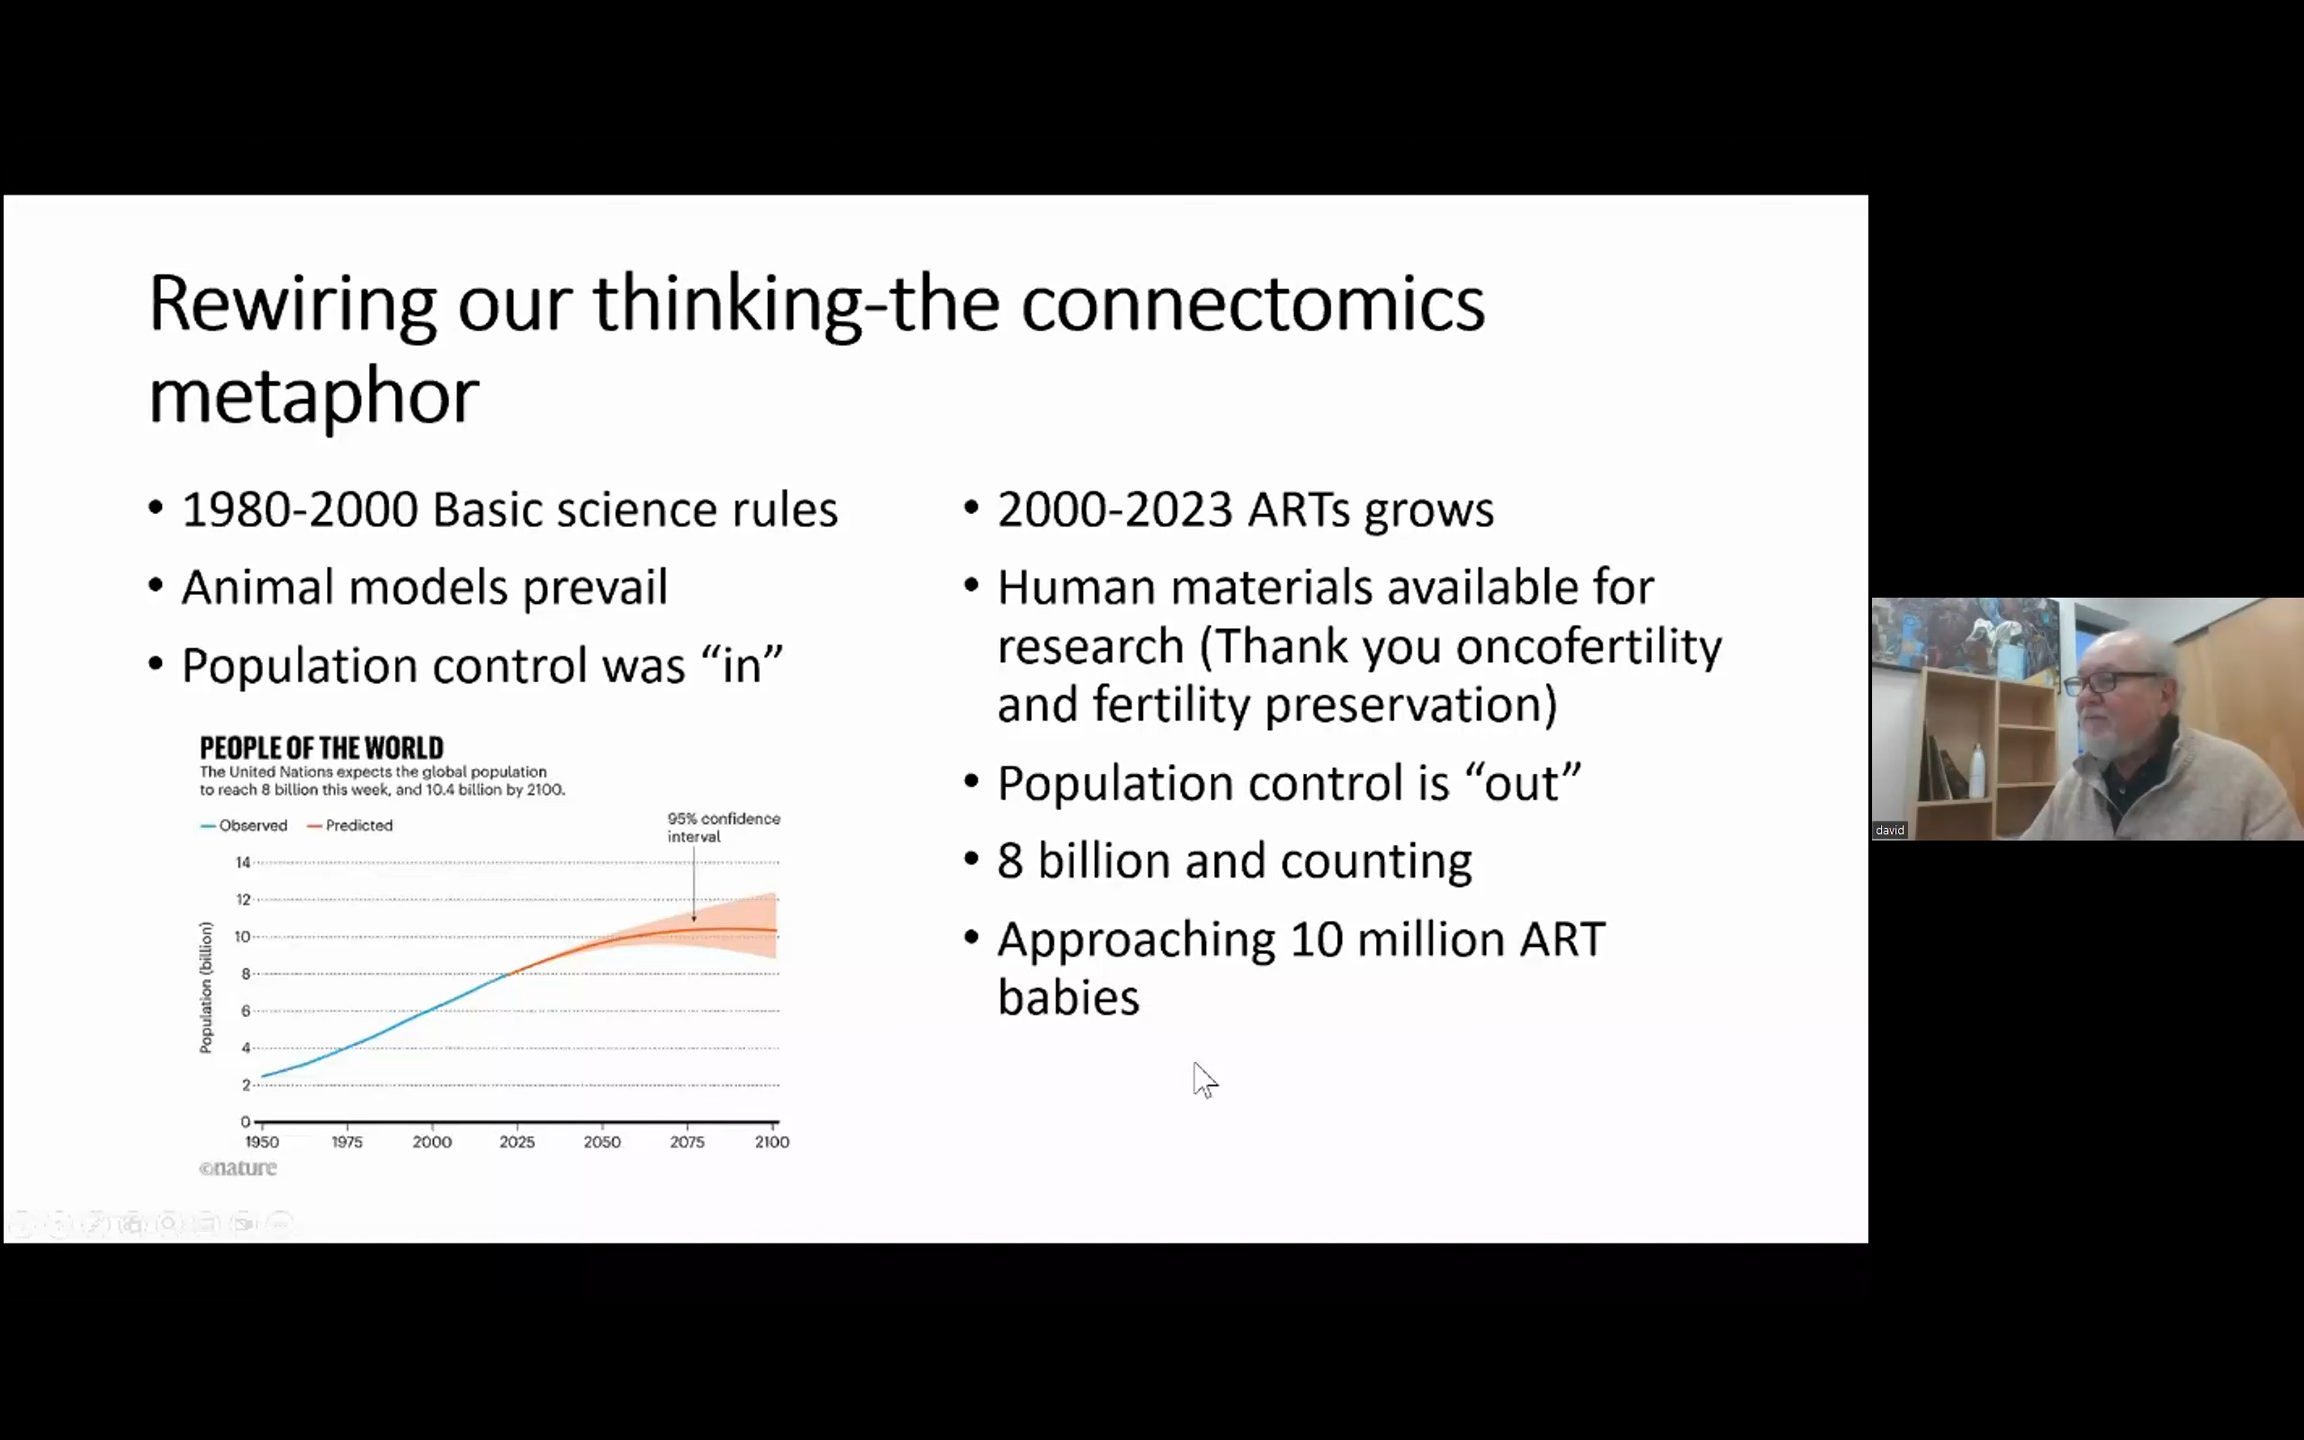 Rewiring our thinking-the connectomics
metaphor
• 1980-2000 Basic science rules
• Animal models prevail
• Population control was “in”
PEOPLE OF THE WORLD
The United Nations expects the global population
to reach 8 billion this week, and 10.4 billion by 2100.
Observed Predicted
95% confidence
interval
14
12
10
8
6
4
2
0
Population (billion)
1950 1975 2000 2025 2050 2075 2100
©nature
• 2000-2023 ARTs grows
• Human materials available for
research (Thank you oncofertility
and fertility preservation)
• Population control is “out”
• 8 billion and counting
• Approaching 10 million ART
babies
david